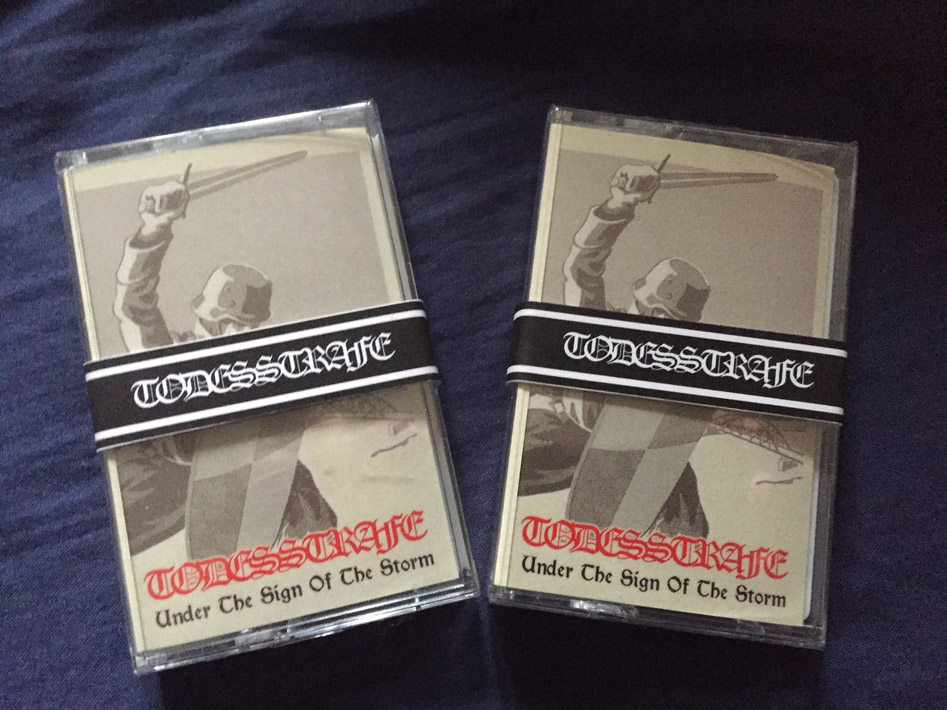 TODESSTRAFE
TODESSTRAFE
Under The Sign Of The Storm
TODESSTRAFE
TODESSTRAFE
Under The Sign Of The Storm